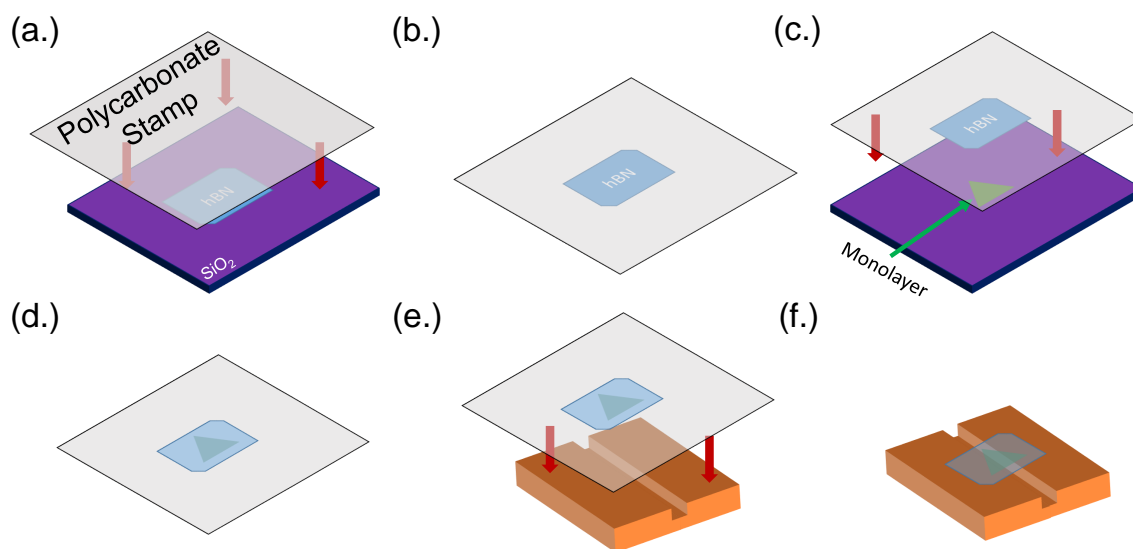 (a.)
Polycarbonate
Stamp
hBN
SiO₂
(b.)
hBN
(c.)
hBN
Monolayer
(d.)
(e.)
(f.)